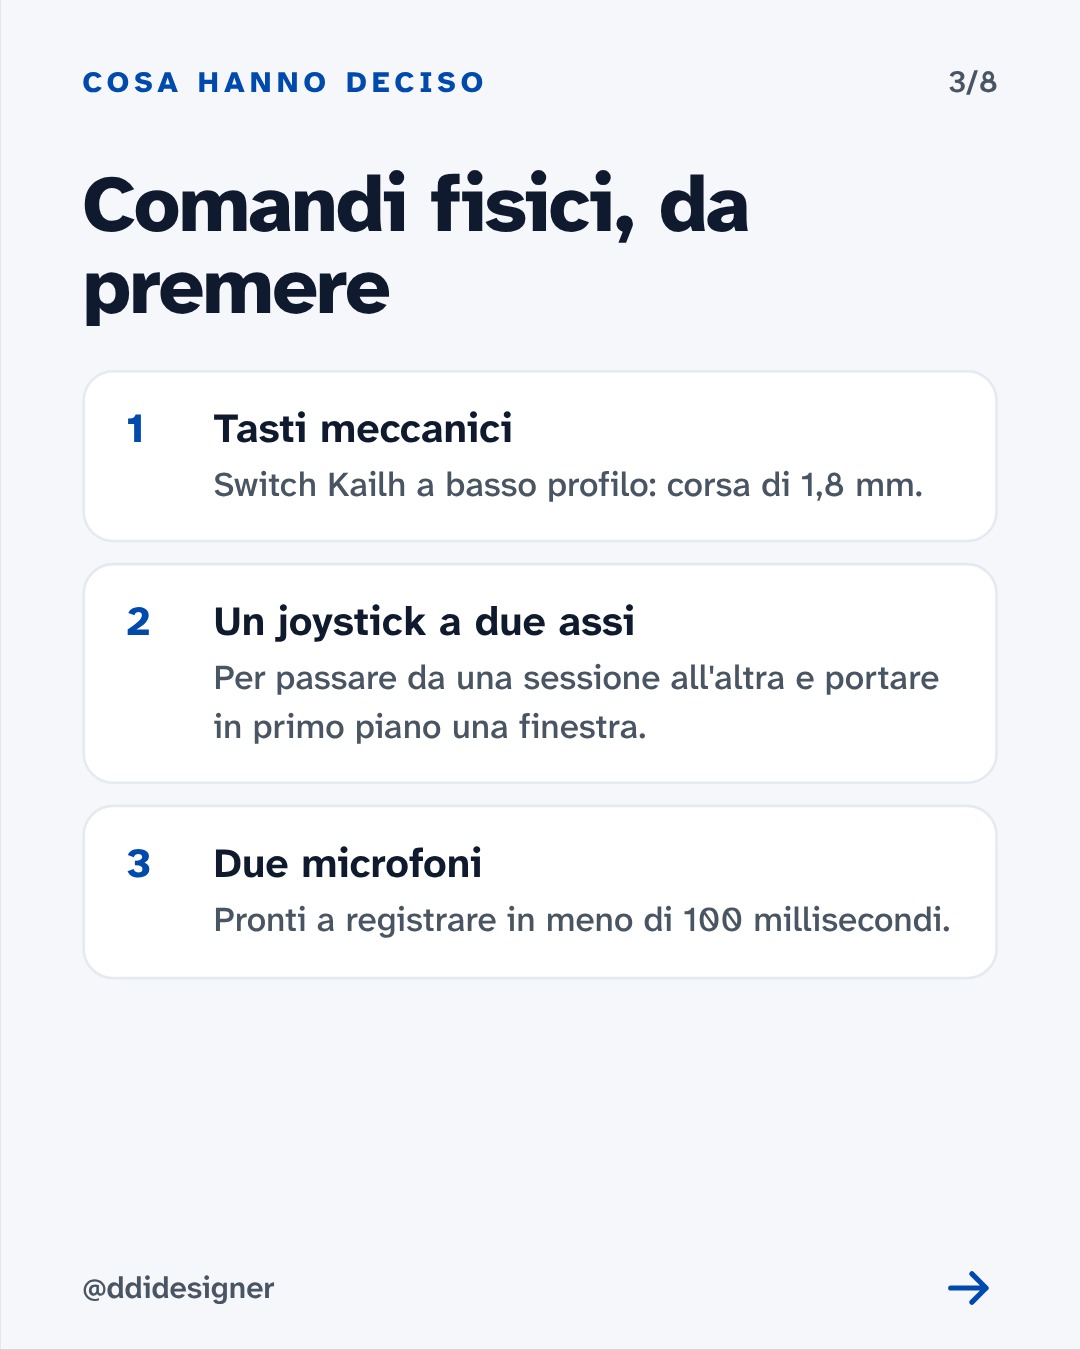 COSA HANNO DECISO
3/8
Comandi fisici, da
premere
1
Tasti meccanici
Switch Kailh a basso profilo: corsa di 1,8 mm.
2
Un joystick a due assi
Per passare da una sessione all'altra e portare
in primo piano una finestra.
3
Due microfoni
Pronti a registrare in meno di 100 millisecondi.
@ddidesigner